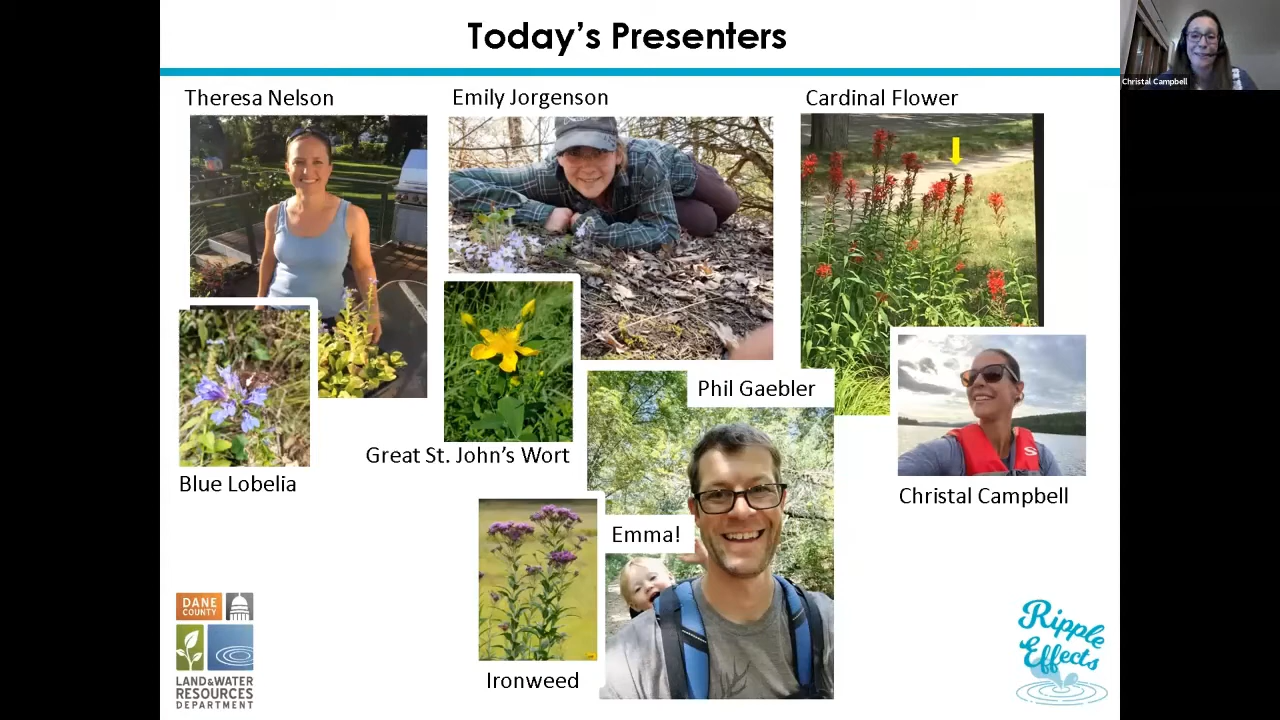 Today's Presenters
Christal Campbell
Theresa Nelson
Emily Jorgenson
Cardinal Flower
Phil Gaebler
Great St. John's Wort
Blue Lobelia
Christal Campbell
Emma!
Ironweed
DANE
COUNTY
LAND&WATER
RESOURCES
DEPARTMENT
Ripple
Effects